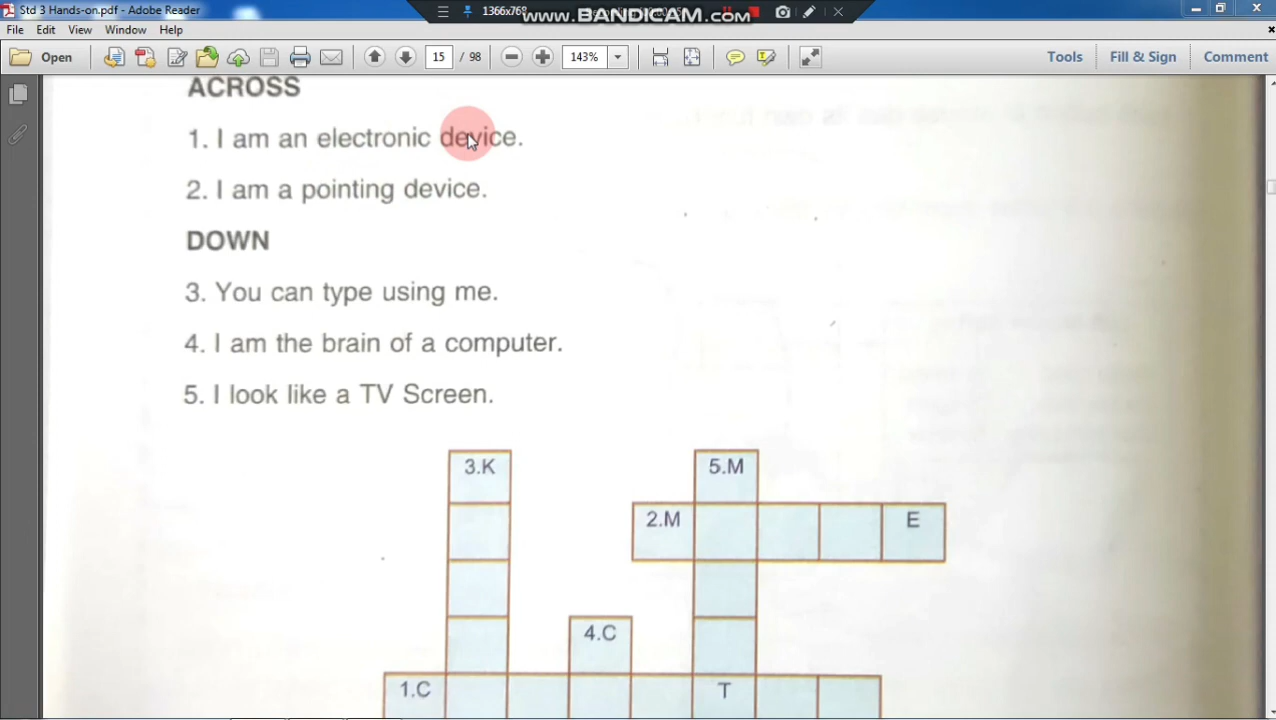 Std 3 Hands-on.pdf - Adobe Reader
1366x768
www.BANDICAM.com
File Edit View Window Help
Open 15 / 98 143% Tools Fill & Sign Comment
ACROSS
1. I am an electronic device.
2. I am a pointing device.
DOWN
3. You can type using me.
4. I am the brain of a computer.
5. I look like a TV Screen.
3.K 5.M
2.M E
4.C
1.C T